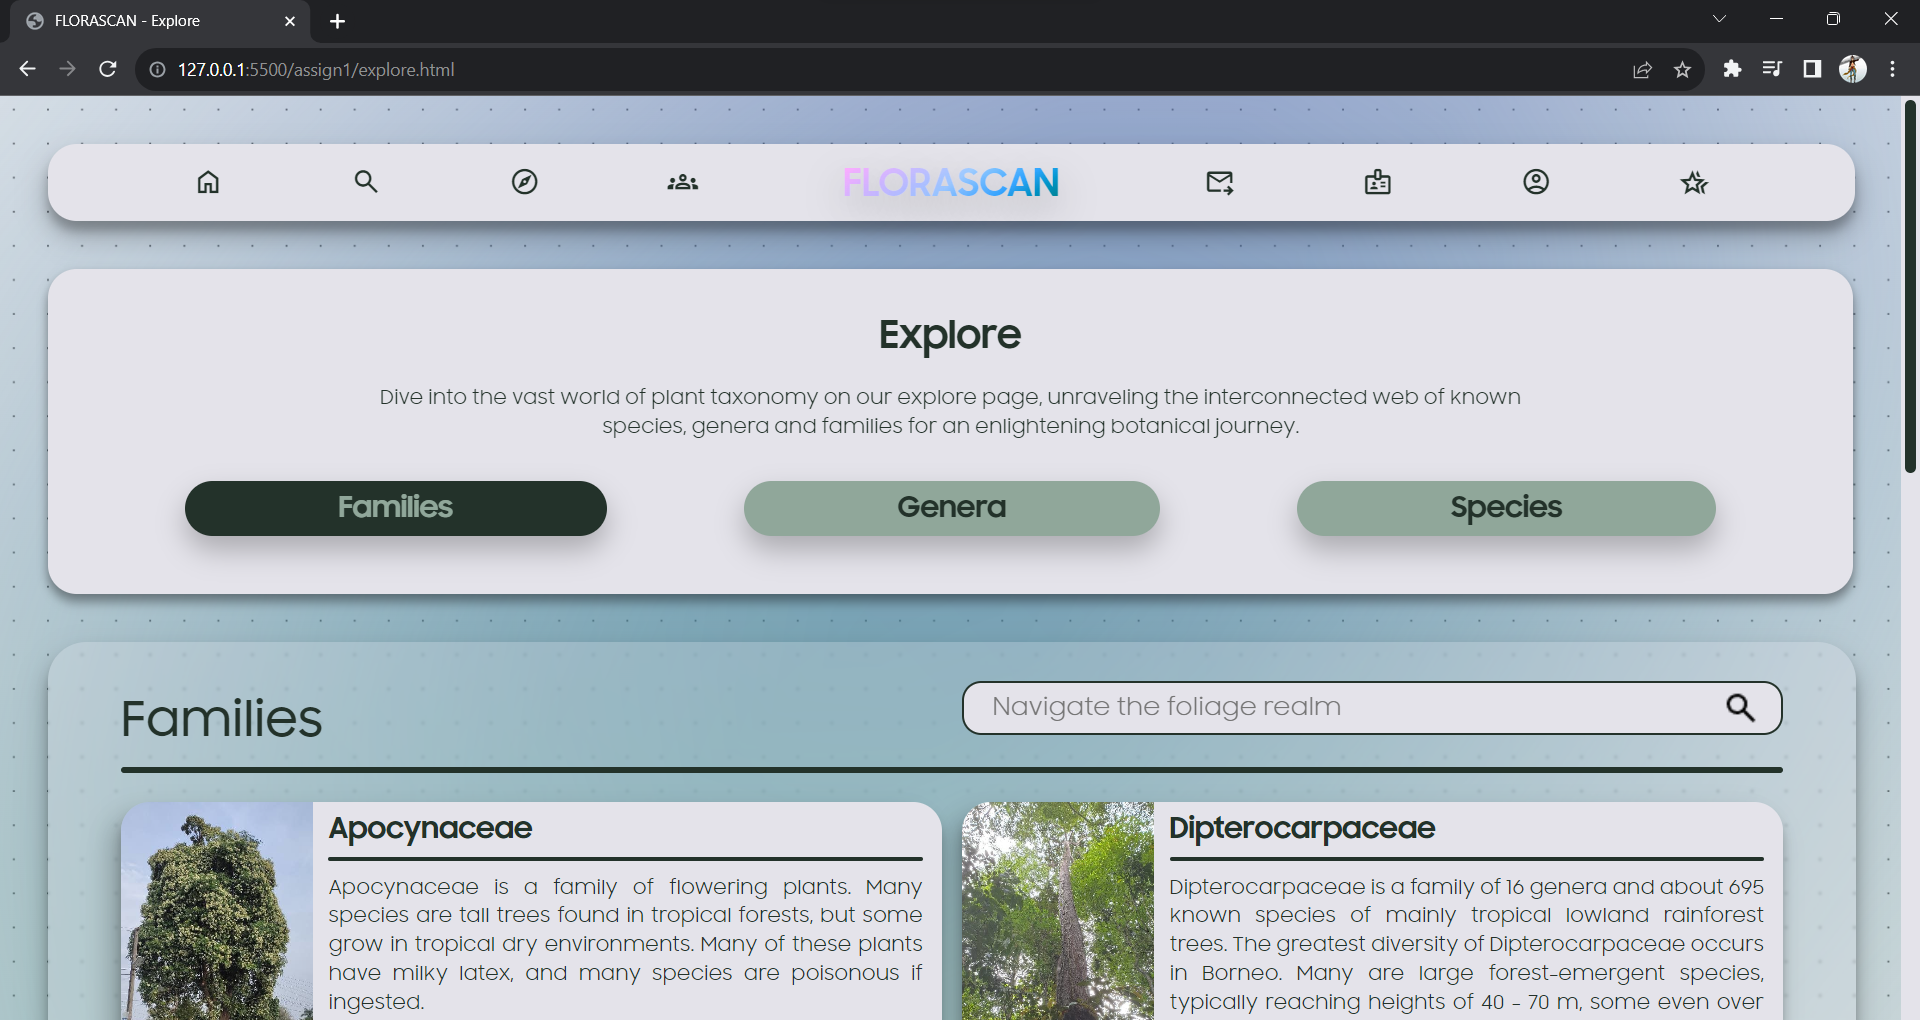 FLORASCAN - Explore
127.0.0.1:5500/assign1/explore.html
FLORASCAN
Explore
Dive into the vast world of plant taxonomy on our explore page, unraveling the interconnected web of known
species, genera and families for an enlightening botanical journey.
Families
Genera
Species
Families
Navigate the foliage realm
Apocynaceae
Apocynaceae is a family of flowering plants. Many
species are tall trees found in tropical forests, but some
grow in tropical dry environments. Many of these plants
have milky latex, and many species are poisonous if
ingested.
Dipterocarpaceae
Dipterocarpaceae is a family of 16 genera and about 695
known species of mainly tropical lowland rainforest
trees. The greatest diversity of Dipterocarpaceae occurs
in Borneo. Many are large forest-emergent species,
typically reaching heights of 40 - 70 m, some even over